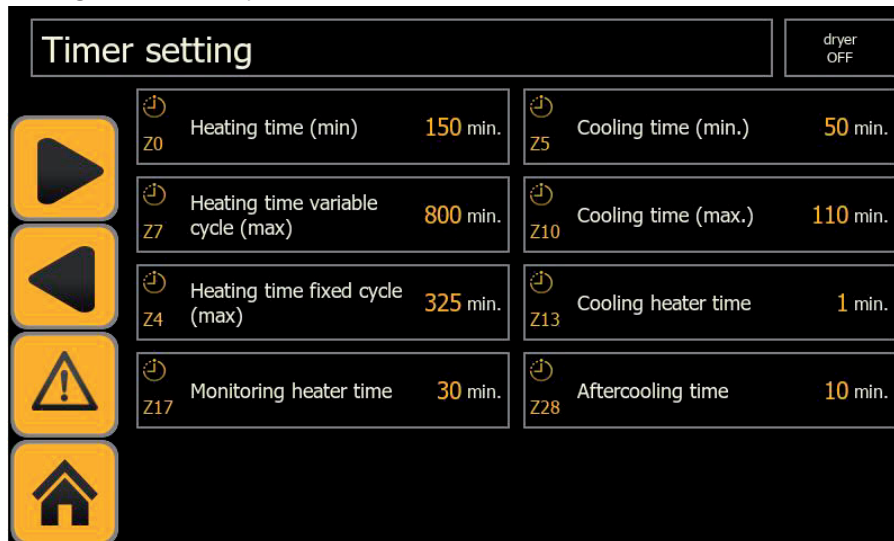 Timer setting
dryer
OFF
Z0 Heating time (min) 150 min.
Z5 Cooling time (min.) 50 min.
Z7 Heating time variable
cycle (max) 800 min.
Z10 Cooling time (max.) 110 min.
Z4 Heating time fixed cycle
(max) 325 min.
Z13 Cooling heater time 1 min.
Z17 Monitoring heater time 30 min.
Z28 Aftercooling time 10 min.